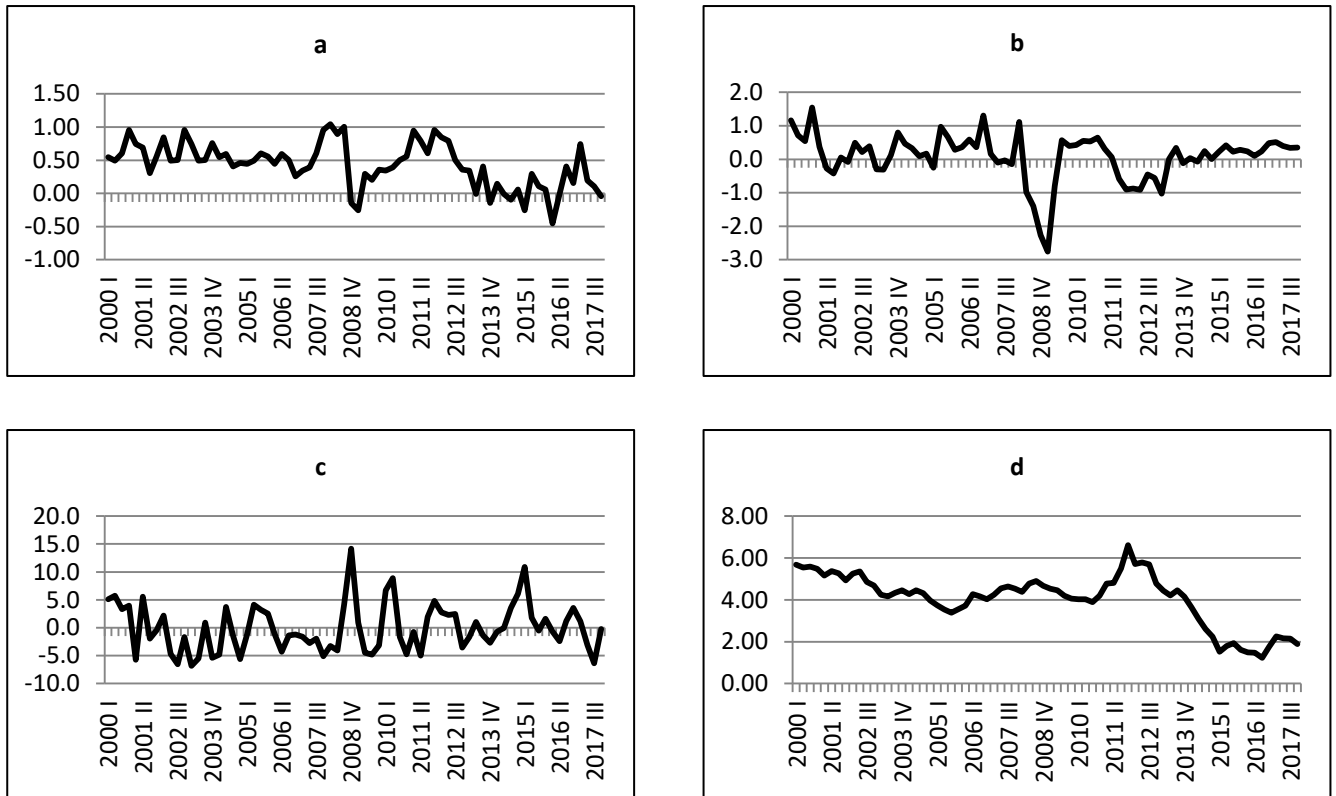 a
1.50
1.00
0.50
0.00
-0.50
-1.00
2000 I
2001 II
2002 III
2003 IV
2005 I
2006 II
2007 III
2008 IV
2010 I
2011 II
2012 III
2013 IV
2015 I
2016 II
2017 III
b
2.0
1.0
0.0
-1.0
-2.0
-3.0
2000 I
2001 II
2002 III
2003 IV
2005 I
2006 II
2007 III
2008 IV
2010 I
2011 II
2012 III
2013 IV
2015 I
2016 II
2017 III
c
20.0
15.0
10.0
5.0
0.0
-5.0
-10.0
2000 I
2001 II
2002 III
2003 IV
2005 I
2006 II
2007 III
2008 IV
2010 I
2011 II
2012 III
2013 IV
2015 I
2016 II
2017 III
d
8.00
6.00
4.00
2.00
0.00
2000 I
2001 II
2002 III
2003 IV
2005 I
2006 II
2007 III
2008 IV
2010 I
2011 II
2012 III
2013 IV
2015 I
2016 II
2017 III